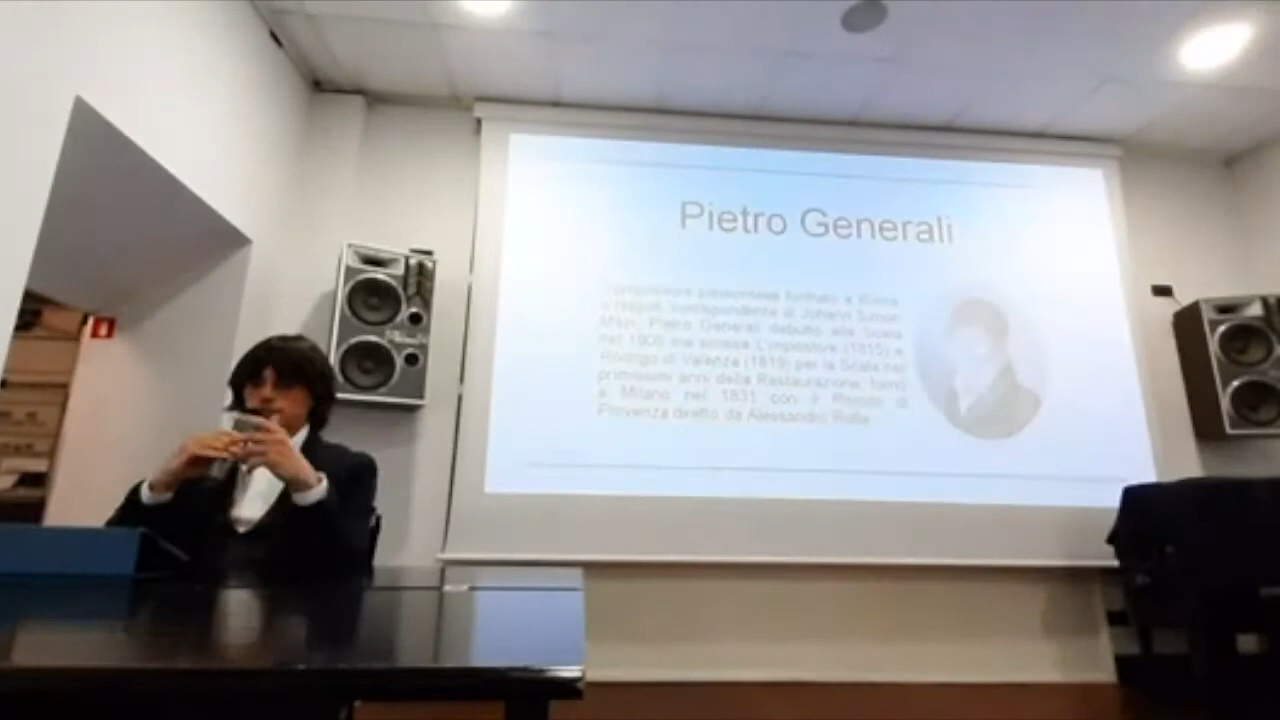 Pietro Generali
Compositore piemontese formato a Roma
e Napoli, corrispondente di Johann Simon
Mayr, Pietro Generali debuttò alla Scala
nel 1808 ma scrisse L'impostore (1815) e
Rodrigo di Valenza (1819) per la Scala nei
primissimi anni della Restaurazione; tornò
a Milano nel 1831 con il Romito di
Provenza diretto da Alessandro Rolla